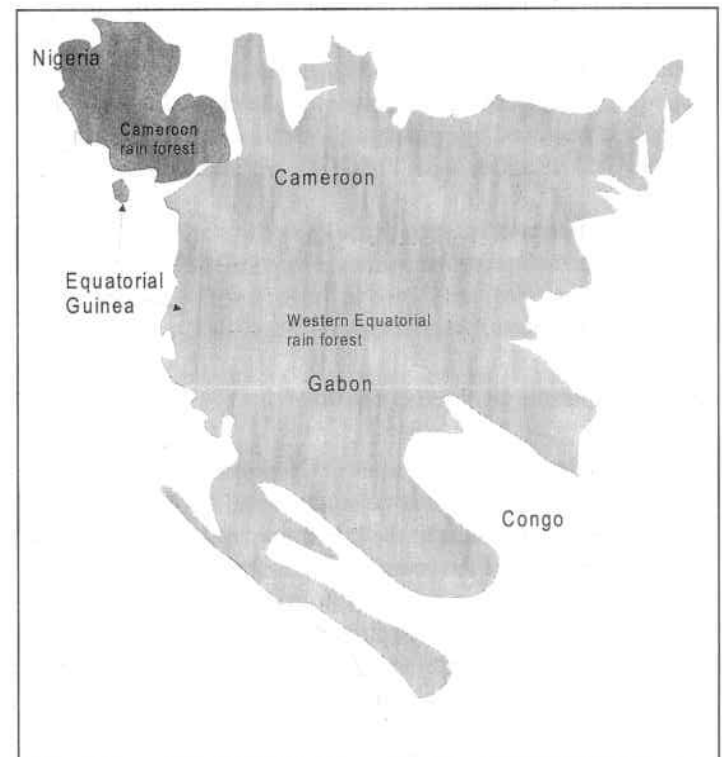 Nigeria
Cameroon
rain forest
Cameroon
Equatorial
Guinea
Western Equatorial
rain forest
Gabon
Congo